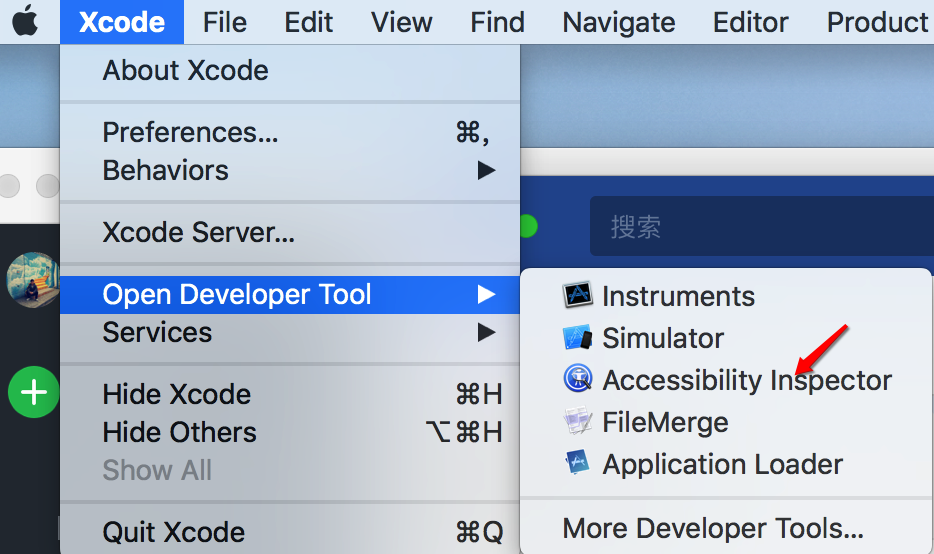 Xcode File Edit View Find Navigate Editor Product
About Xcode
Preferences... ⌘,
Behaviors ▶
Xcode Server...
搜索
Open Developer Tool ▶
Services ▶
Hide Xcode ⌘H
Hide Others ⌥⌘H
Show All
Quit Xcode ⌘Q
Instruments
Simulator
Accessibility Inspector
FileMerge
Application Loader
More Developer Tools...